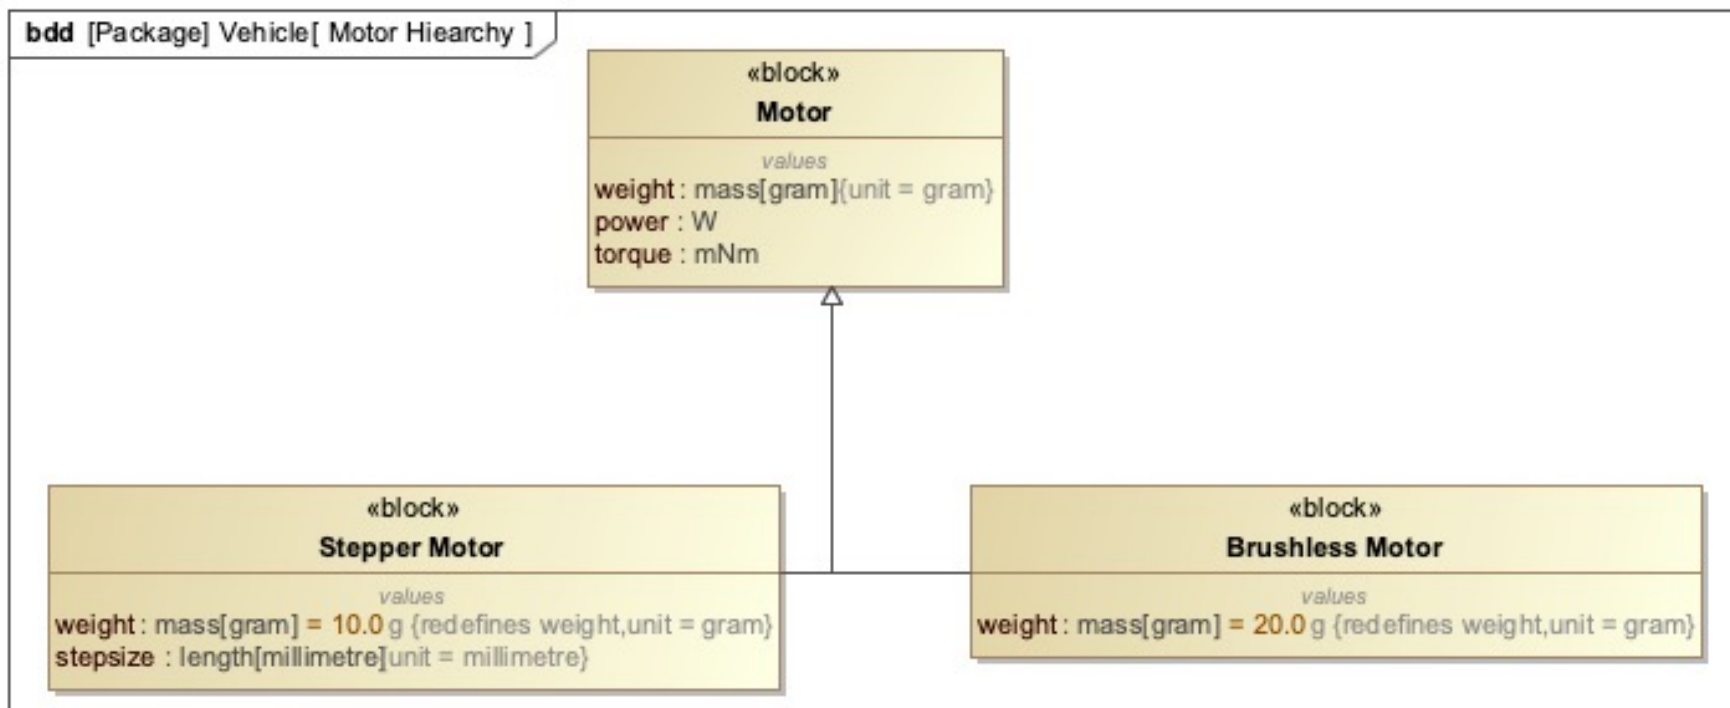 bdd [Package] Vehicle[ Motor Hiearchy ]
«block»
Motor
values
weight : mass[gram]{unit = gram}
power : W
torque : mNm
«block»
Stepper Motor
values
weight : mass[gram] = 10.0 g {redefines weight,unit = gram}
stepsize : length[millimetre]unit = millimetre}
«block»
Brushless Motor
values
weight : mass[gram] = 20.0 g {redefines weight,unit = gram}